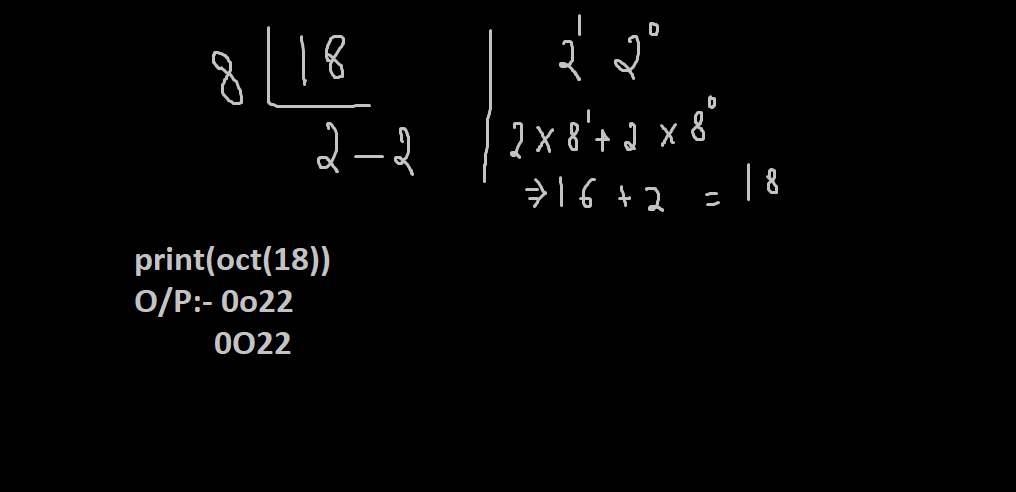 8 | 18
2 – 2
2¹ 2⁰
2 × 8¹ + 2 × 8⁰
⇒ 16 + 2 = 18
print(oct(18))
O/P:- 0o22
0O22